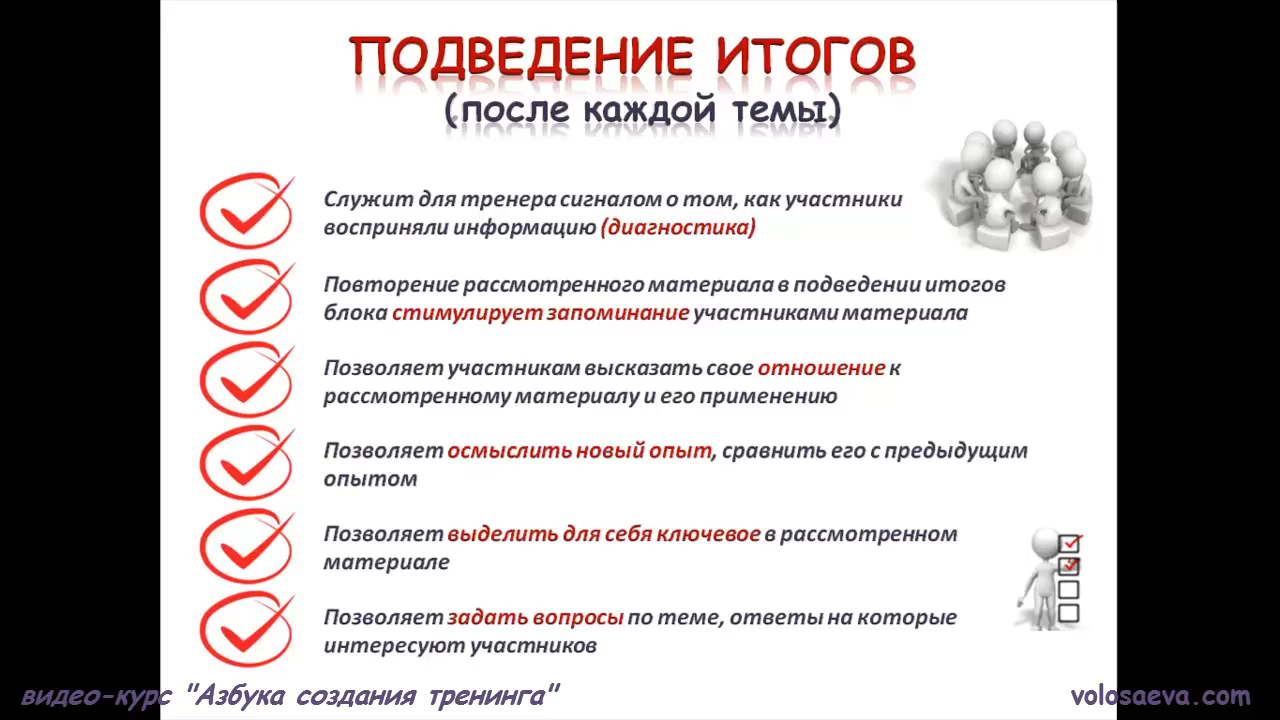 ПОДВЕДЕНИЕ ИТОГОВ
(после каждой темы)
Служит для тренера сигналом о том, как участники
восприняли информацию (диагностика)
Повторение рассмотренного материала в подведении итогов
блока стимулирует запоминание участниками материала
Позволяет участникам высказать свое отношение к
рассмотренному материалу и его применению
Позволяет осмыслить новый опыт, сравнить его с предыдущим
опытом
Позволяет выделить для себя ключевое в рассмотренном
материале
Позволяет задать вопросы по теме, ответы на которые
интересуют участников
видео-курс "Азбука создания тренинга"
volosaeva.com